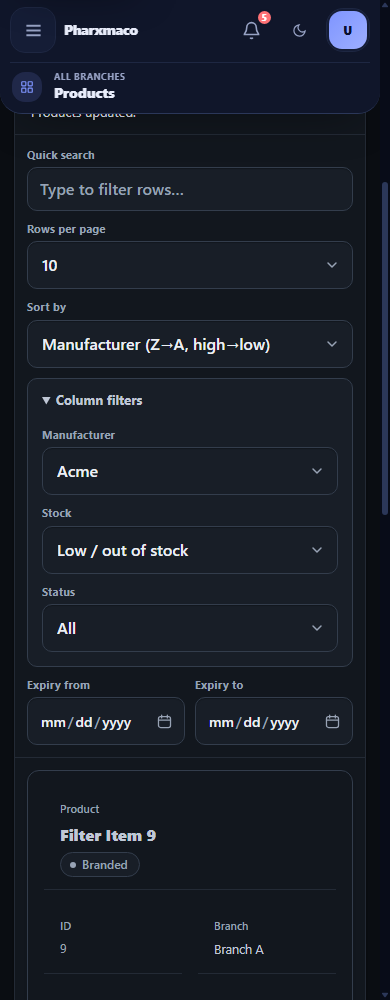 Pharxmaco
5
U
ALL BRANCHES
Products
Products updated.
Quick search
Type to filter rows...
Rows per page
10
Sort by
Manufacturer (Z→A, high→low)
▼ Column filters
Manufacturer
Acme
Stock
Low / out of stock
Status
All
Expiry from Expiry to
mm/dd/yyyy mm/dd/yyyy
Product
Filter Item 9
Branded
ID Branch
9 Branch A